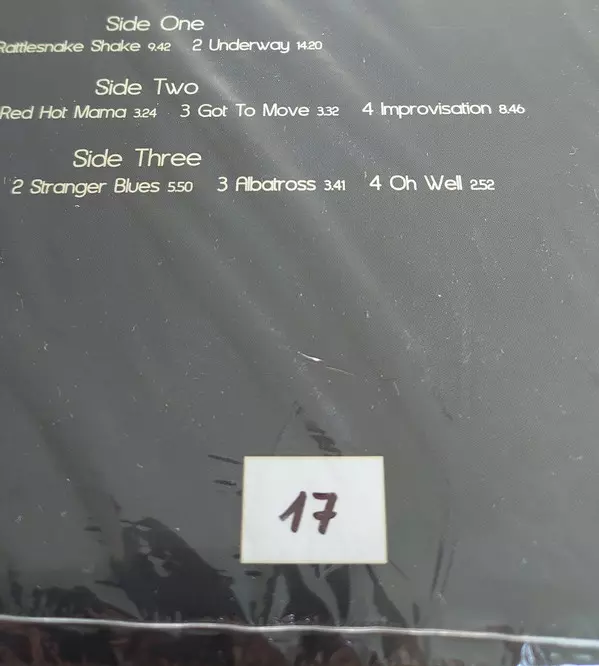 Side One
Rattlesnake Shake 9.42 2 Underway 14.20
Side Two
Red Hot Mama 3.24 3 Got To Move 3.32 4 Improvisation 8.46
Side Three
2 Stranger Blues 5.50 3 Albatross 3.41 4 Oh Well 2.52
17